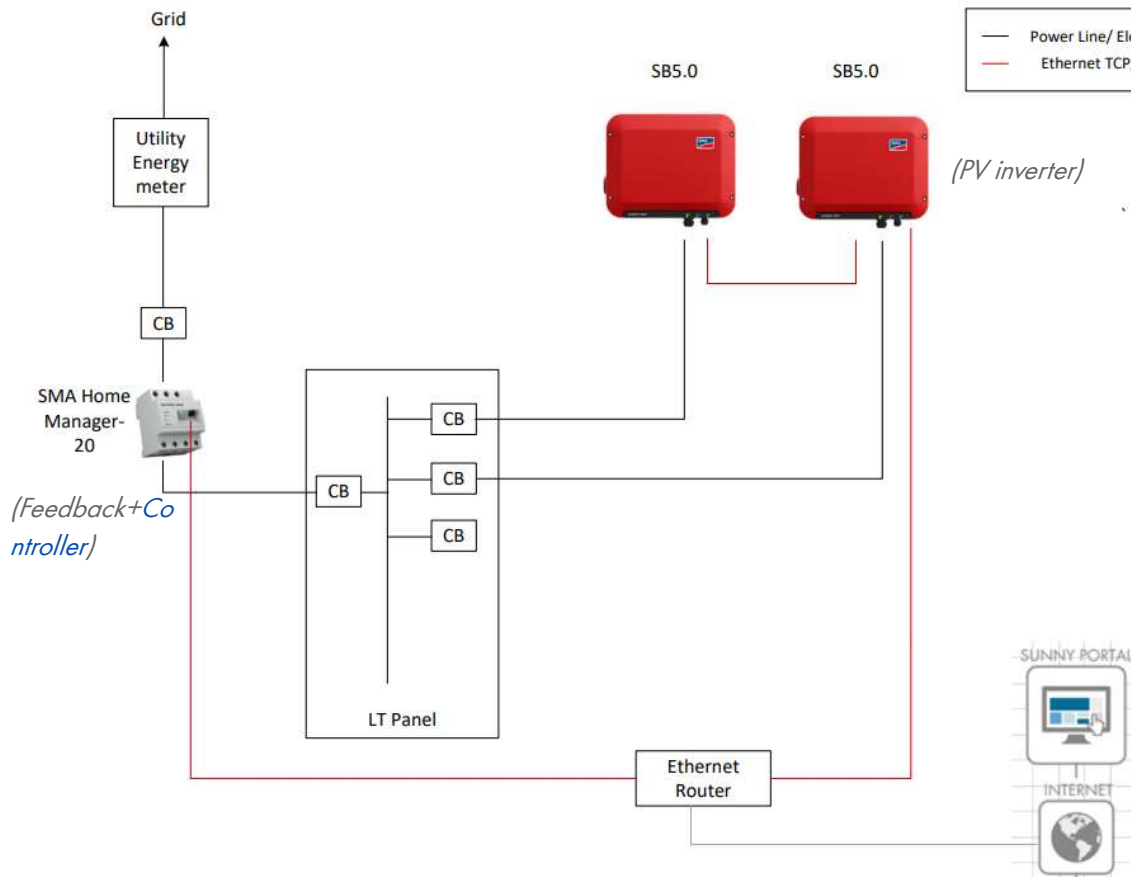 Grid
Power Line/ Ele
Ethernet TCP
SB5.0
SB5.0
Utility
Energy
meter
(PV inverter)
CB
SMA Home
Manager-
20
(Feedback+Co
ntroller)
CB
CB
CB
CB
LT Panel
SUNNY PORTAL
Ethernet
Router
INTERNET